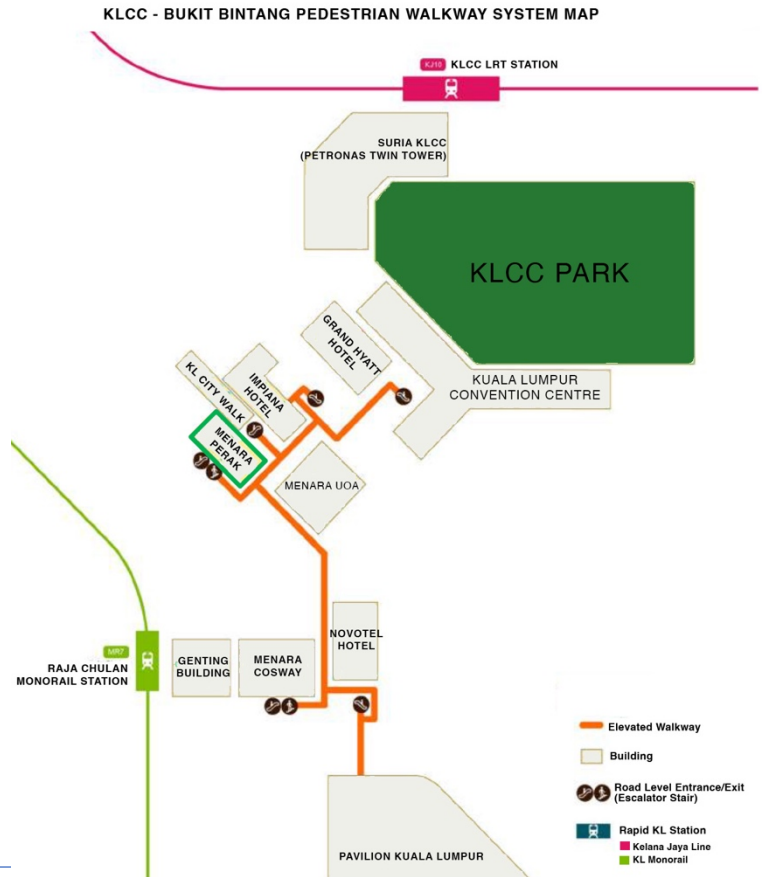 KLCC - BUKIT BINTANG PEDESTRIAN WALKWAY SYSTEM MAP
KJ10 KLCC LRT STATION
SURIA KLCC
(PETRONAS TWIN TOWER)
KLCC PARK
GRAND HYATT
HOTEL
IMPIANA
HOTEL
KL CITY WALK
KUALA LUMPUR
CONVENTION CENTRE
MENARA
PERAK
MENARA UOA
NOVOTEL
HOTEL
MR7
RAJA CHULAN
MONORAIL STATION
GENTING
BUILDING
MENARA
COSWAY
Elevated Walkway
Building
Road Level Entrance/Exit
(Escalator Stair)
Rapid KL Station
Kelana Jaya Line
KL Monorail
PAVILION KUALA LUMPUR